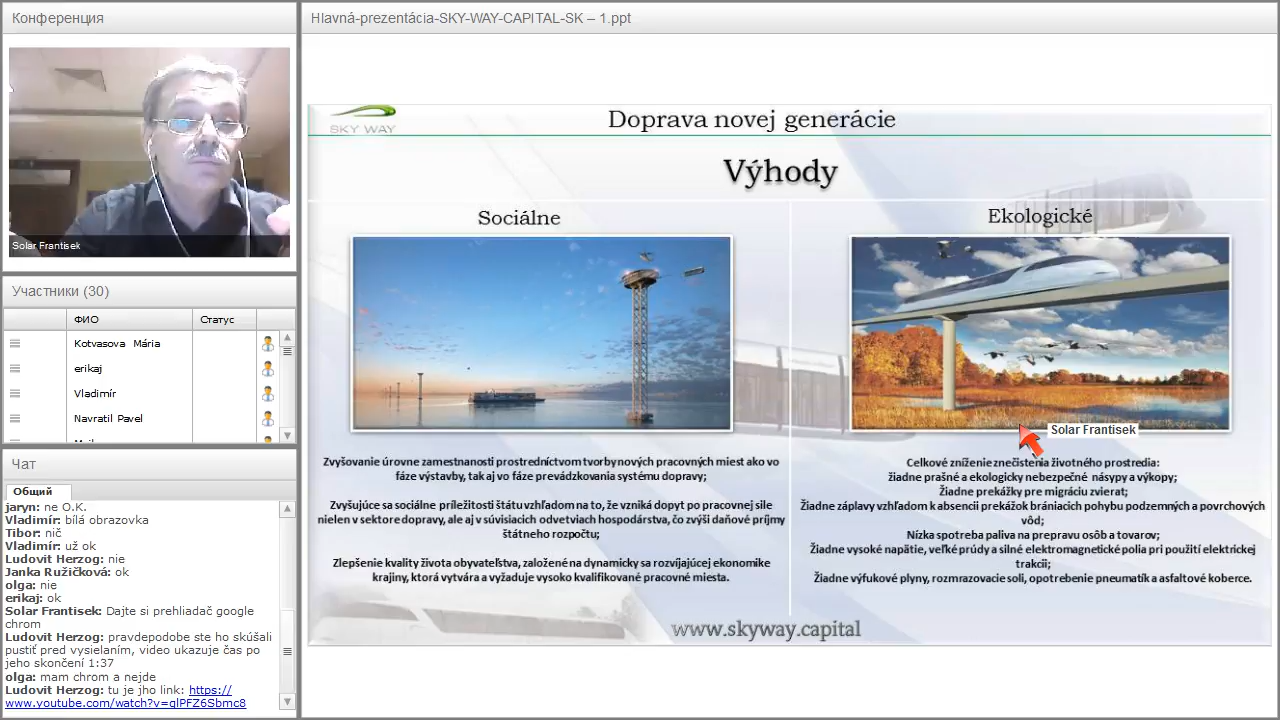 Конференция
Solar Frantisek
Участники (30)
ФИО
Статус
Kotvasova Mária
erikaj
Vladimír
Navratil Pavel
Чат
Общий
jaryn: ne O.K.
Vladimír: bílá obrazovka
Tibor: nič
Vladimír: už ok
Ludovit Herzog: nie
Janka Ružičková: ok
olga: nie
erikaj: ok
Solar Frantisek: Dajte si prehliadač google
chrom
Ludovit Herzog: pravdepodobe ste ho skúšali
pustiť pred vysielaním, video ukazuje čas po
jeho skončení 1:37
olga: mam chrom a nejde
Ludovit Herzog: tu je jho link: https://
www.youtube.com/watch?v=qlPFZ6Sbmc8
Hlavná-prezentácia-SKY-WAY-CAPITAL-SK – 1.ppt
SKY WAY
Doprava novej generácie
Výhody
Sociálne
Zvyšovanie úrovne zamestnanosti prostredníctvom tvorby nových pracovných miest ako vo
fáze výstavby, tak aj vo fáze prevádzkovania systému dopravy;
Zvyšujúce sa sociálne príležitosti štátu vzhľadom na to, že vzniká dopyt po pracovnej sile
nielen v sektore dopravy, ale aj v súvisiacich odvetviach hospodárstva, čo zvýši daňové príjmy
štátneho rozpočtu;
Zlepšenie kvality života obyvateľstva, založené na dynamicky sa rozvíjajúcej ekonomike
krajiny, ktorá vytvára a vyžaduje vysoko kvalifikované pracovné miesta.
Ekologické
Solar Frantisek
Celkové zníženie znečistenia životného prostredia:
žiadne prašné a ekologicky nebezpečné násypy a výkopy;
Žiadne prekážky pre migráciu zvierat;
Žiadne záplavy vzhľadom k absencii prekážok brániacich pohybu podzemných a povrchových
vôd;
Nízka spotreba paliva na prepravu osôb a tovarov;
Žiadne vysoké napätie, veľké prúdy a silné elektromagnetické polia pri použití elektrickej
trakcii;
Žiadne výfukové plyny, rozmrazovacie soli, opotrebenie pneumatík a asfaltové koberce.
www.skyway.capital